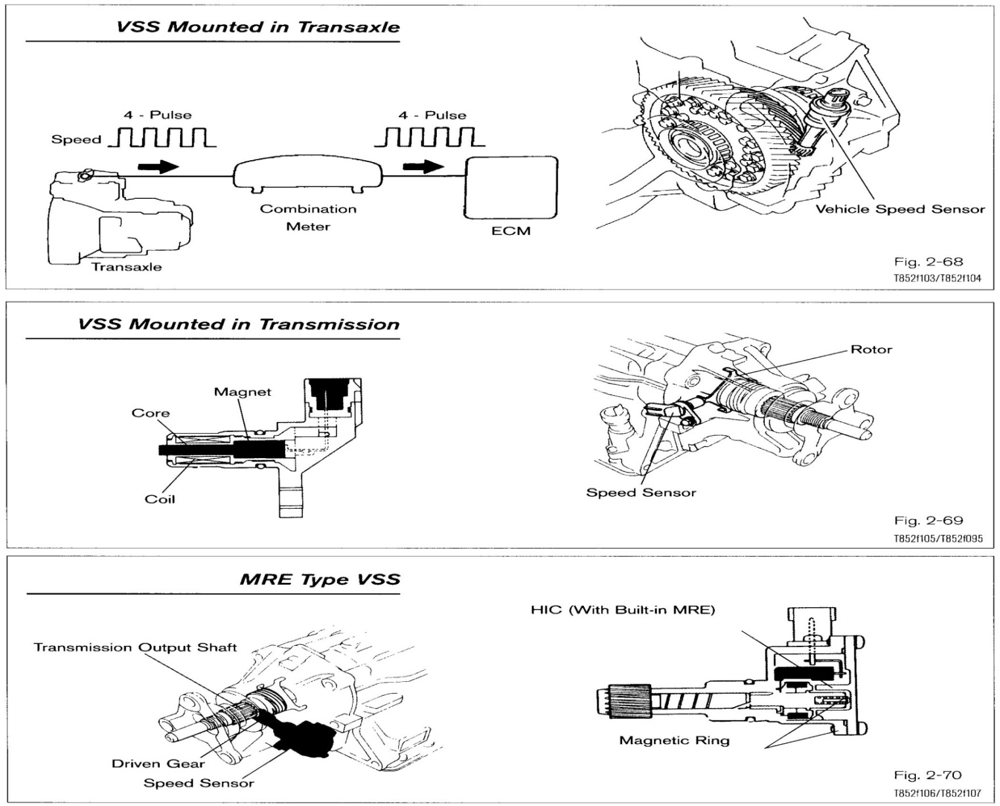 VSS Mounted in Transaxle
4 - Pulse
4 - Pulse
Speed
Combination
Meter
ECM
Transaxle
Vehicle Speed Sensor
Fig. 2-68
T852f103/T852f104
VSS Mounted in Transmission
Magnet
Core
Coil
Rotor
Speed Sensor
Fig. 2-69
T852f105/T852f095
MRE Type VSS
Transmission Output Shaft
Driven Gear
Speed Sensor
HIC (With Built-in MRE)
Magnetic Ring
Fig. 2-70
T852f106/T852f107